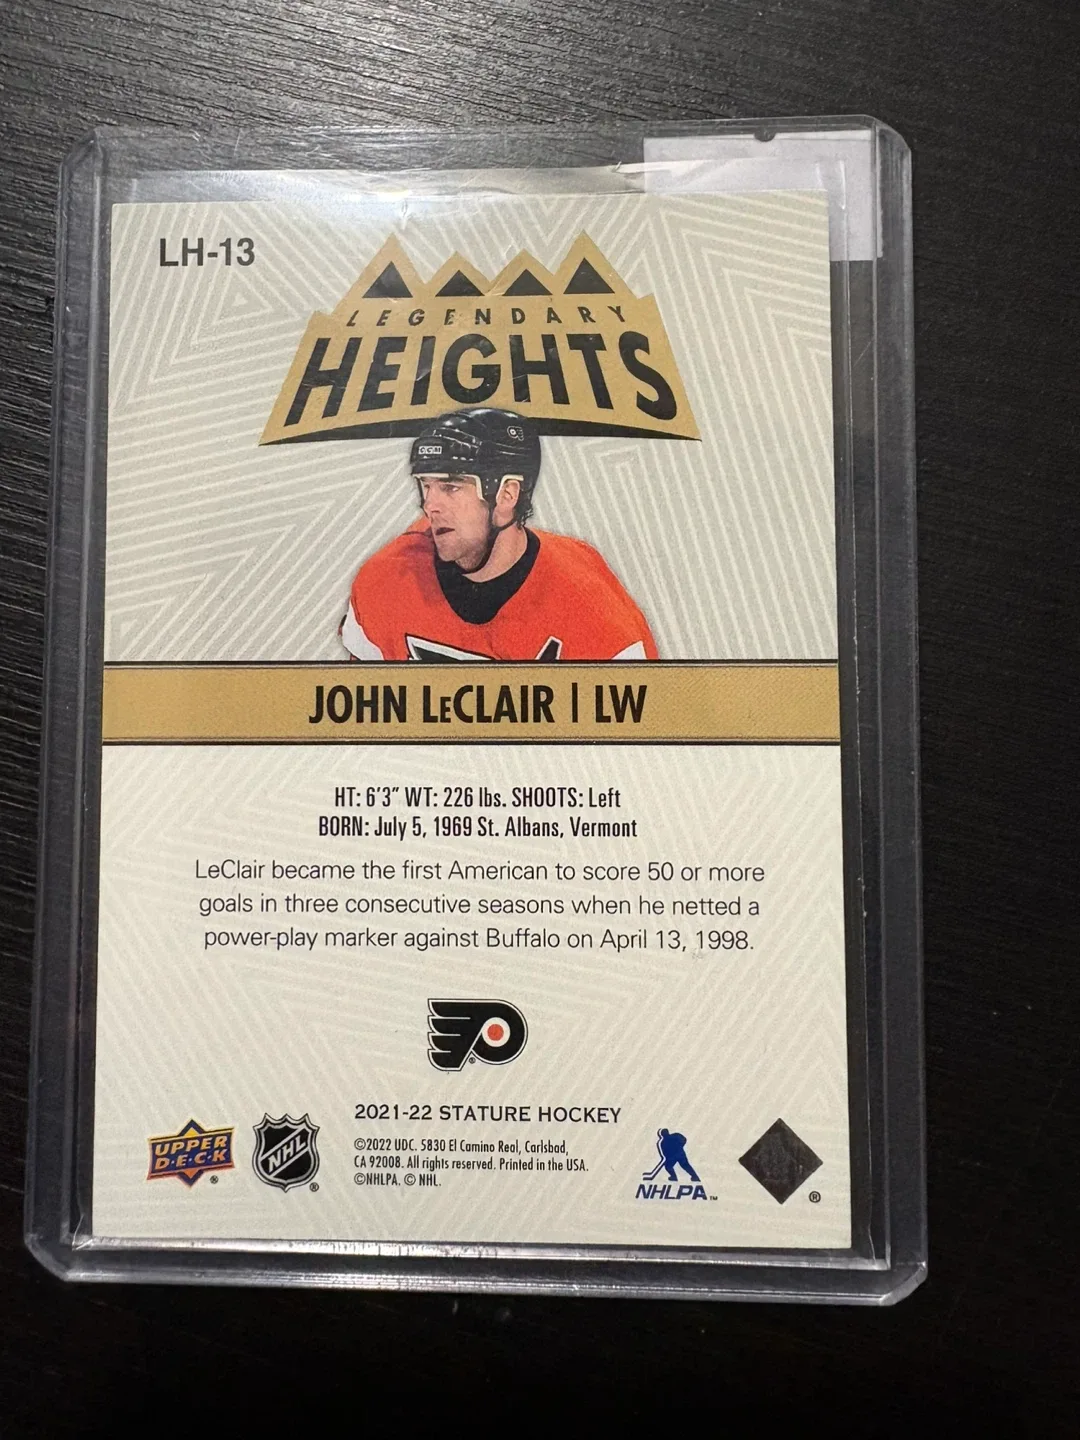 LH-13
LEGENDARY
HEIGHTS
CCM
JOHN LeCLAIR | LW
HT: 6'3" WT: 226 lbs. SHOOTS: Left
BORN: July 5, 1969 St. Albans, Vermont
LeClair became the first American to score 50 or more
goals in three consecutive seasons when he netted a
power-play marker against Buffalo on April 13, 1998.
®
2021-22 STATURE HOCKEY
UPPER
D·E·C·K
®
NHL
®
©2022 UDC. 5830 El Camino Real, Carlsbad,
CA 92008. All rights reserved. Printed in the USA.
©NHLPA. © NHL.
NHLPA™
®